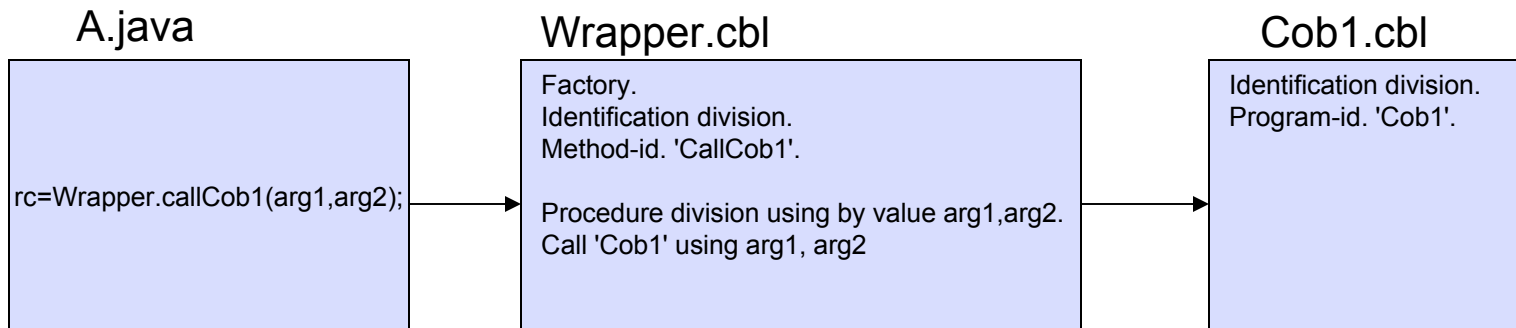 A.java
rc=Wrapper.callCob1(arg1,arg2);
Wrapper.cbl
Factory.
Identification division.
Method-id. 'CallCob1'.
Procedure division using by value arg1,arg2.
Call 'Cob1' using arg1, arg2
Cob1.cbl
Identification division.
Program-id. 'Cob1'.